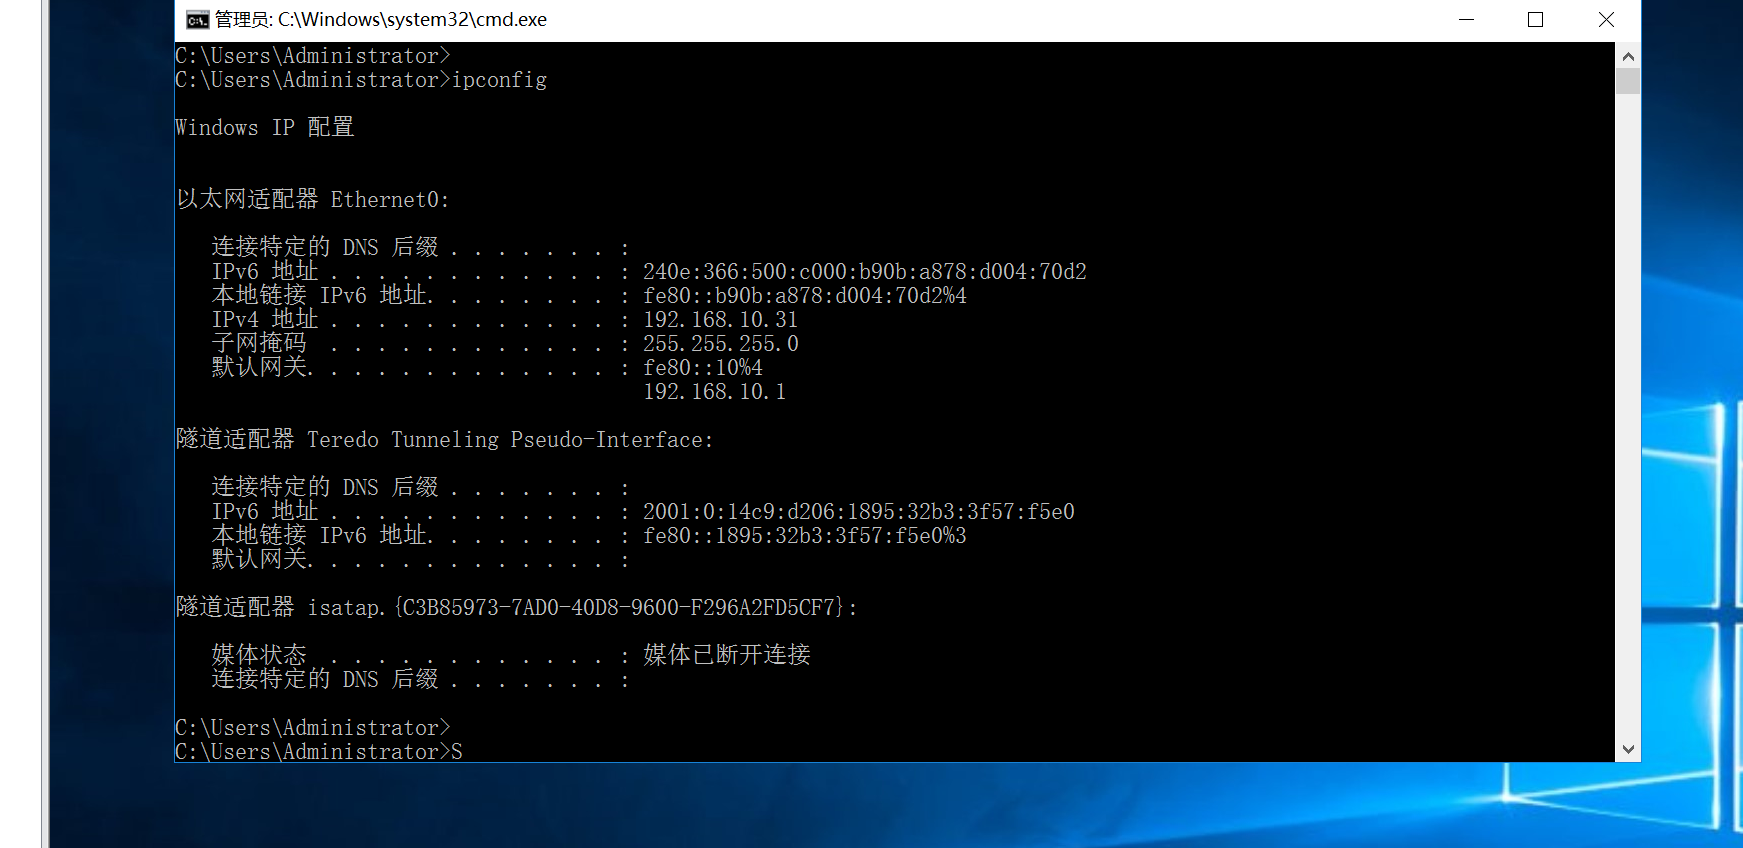 管理员: C:\Windows\system32\cmd.exe
C:\Users\Administrator>
C:\Users\Administrator>ipconfig
Windows IP 配置
以太网适配器 Ethernet0:
连接特定的 DNS 后缀 . . . . . . . :
IPv6 地址 . . . . . . . . . . . . : 240e:366:500:c000:b90b:a878:d004:70d2
本地链接 IPv6 地址. . . . . . . . : fe80::b90b:a878:d004:70d2%4
IPv4 地址 . . . . . . . . . . . . : 192.168.10.31
子网掩码  . . . . . . . . . . . . : 255.255.255.0
默认网关. . . . . . . . . . . . . : fe80::10%4
192.168.10.1
隧道适配器 Teredo Tunneling Pseudo-Interface:
连接特定的 DNS 后缀 . . . . . . . :
IPv6 地址 . . . . . . . . . . . . : 2001:0:14c9:d206:1895:32b3:3f57:f5e0
本地链接 IPv6 地址. . . . . . . . : fe80::1895:32b3:3f57:f5e0%3
默认网关. . . . . . . . . . . . . :
隧道适配器 isatap.{C3B85973-7AD0-40D8-9600-F296A2FD5CF7}:
媒体状态  . . . . . . . . . . . . : 媒体已断开连接
连接特定的 DNS 后缀 . . . . . . . :
C:\Users\Administrator>
C:\Users\Administrator>S